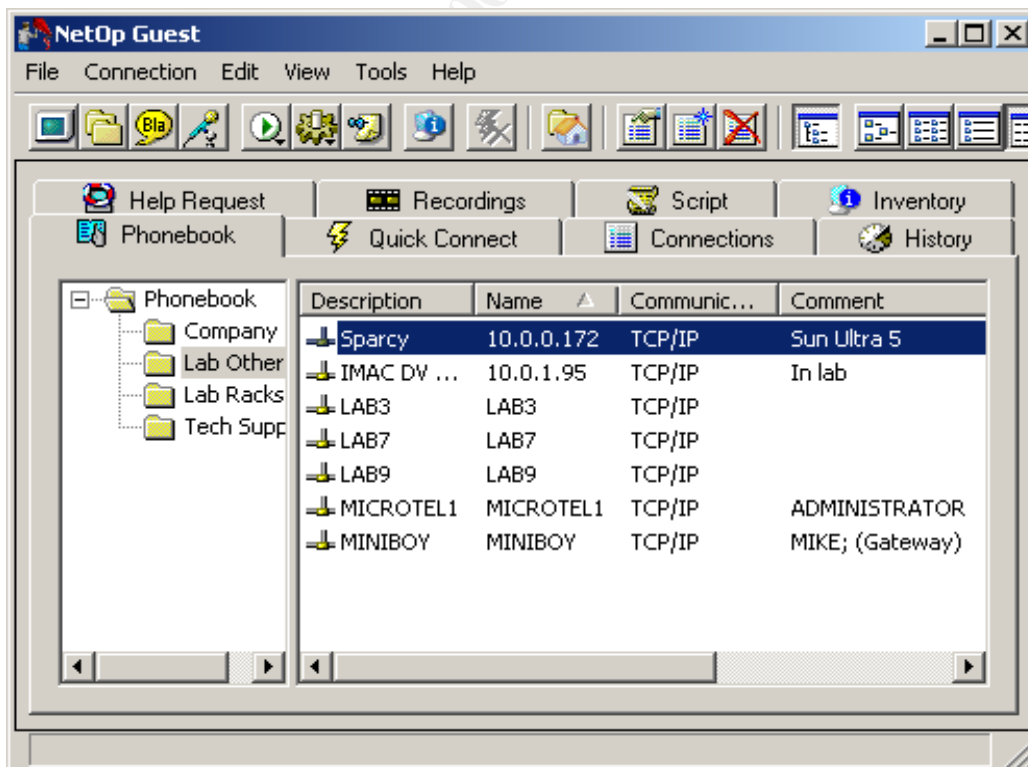 NetOp Guest
File Connection Edit View Tools Help
Bla
Help Request Recordings Script Inventory
Phonebook Quick Connect Connections History
Phonebook
Company
Lab Other
Lab Racks
Tech Supp
Description Name Communic... Comment
Sparcy 10.0.0.172 TCP/IP Sun Ultra 5
IMAC DV ... 10.0.1.95 TCP/IP In lab
LAB3 LAB3 TCP/IP
LAB7 LAB7 TCP/IP
LAB9 LAB9 TCP/IP
MICROTEL1 MICROTEL1 TCP/IP ADMINISTRATOR
MINIBOY MINIBOY TCP/IP MIKE; (Gateway)